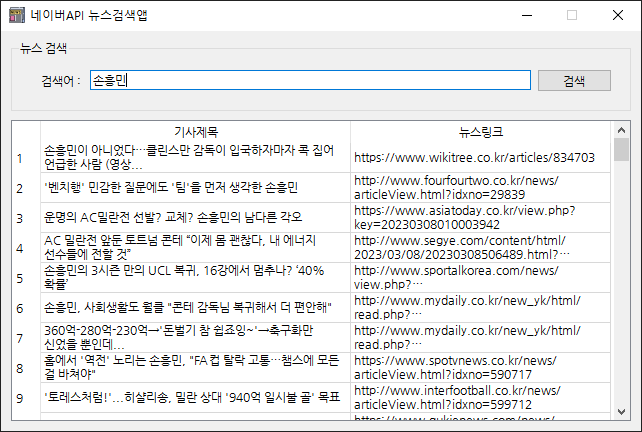 네이버API 뉴스검색앱
뉴스 검색
검색어 :
손흥민
검색
기사제목
뉴스링크
1
손흥민이 아니었다…클린스만 감독이 입국하자마자 콕 집어
언급한 사람 (영상...
https://www.wikitree.co.kr/articles/834703
2
'벤치행' 민감한 질문에도 '팀'을 먼저 생각한 손흥민
http://www.fourfourtwo.co.kr/news/
articleView.html?idxno=29839
3
운명의 AC밀란전 선발? 교체? 손흥민의 남다른 각오
https://www.asiatoday.co.kr/view.php?
key=20230308010003942
4
AC 밀란전 앞둔 토트넘 콘테 “이제 몸 괜찮다, 내 에너지
선수들에 전할 것”
http://www.segye.com/content/html/
2023/03/08/20230308506489.html?…
5
손흥민의 3시즌 만의 UCL 복귀, 16강에서 멈추나? ‘40%
확률’
http://www.sportalkorea.com/news/
view.php?…
6
손흥민, 사회생활도 월클 "콘테 감독님 복귀해서 더 편안해"
http://www.mydaily.co.kr/new_yk/html/
read.php?…
7
360억-280억-230억→'돈벌기 참 쉽죠잉~'→축구화만
신었을 뿐인데...
http://www.mydaily.co.kr/new_yk/html/
read.php?…
8
홈에서 '역전' 노리는 손흥민, "FA컵 탈락 고통…챔스에 모든
걸 바쳐야"
https://www.spotvnews.co.kr/news/
articleView.html?idxno=590717
9
'토레스처럼!'...히샬리송, 밀란 상대 '940억 일시불 골' 목표
http://www.interfootball.co.kr/news/
articleView.html?idxno=599712